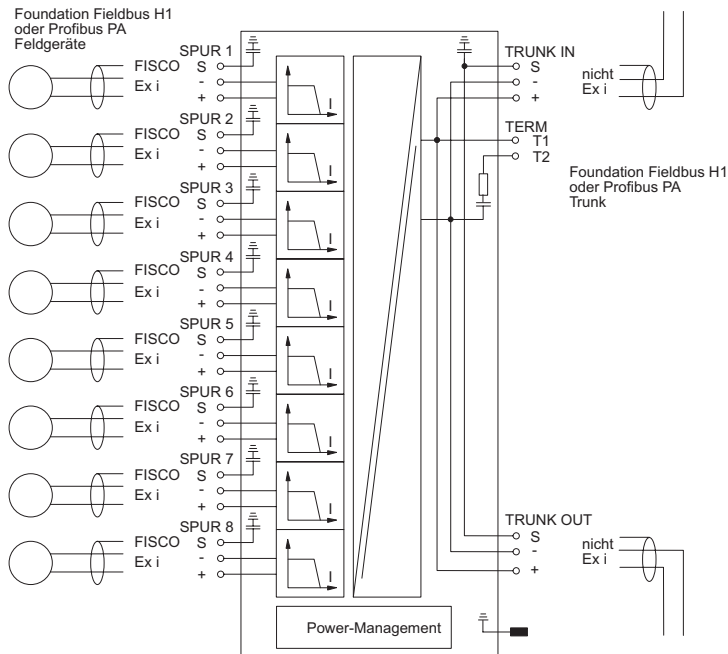 Foundation Fieldbus H1
oder Profibus PA
Feldgeräte
SPUR 1
FISCO S
Ex i -
+
SPUR 2
FISCO S
Ex i -
+
SPUR 3
FISCO S
Ex i -
+
SPUR 4
FISCO S
Ex i -
+
SPUR 5
FISCO S
Ex i -
+
SPUR 6
FISCO S
Ex i -
+
SPUR 7
FISCO S
Ex i -
+
SPUR 8
FISCO S
Ex i -
+
I
I
I
I
I
I
I
I
Power-Management
TRUNK IN
S
-
+
nicht
Ex i
TERM
T1
T2
Foundation Fieldbus H1
oder Profibus PA
Trunk
TRUNK OUT
S
-
+
nicht
Ex i